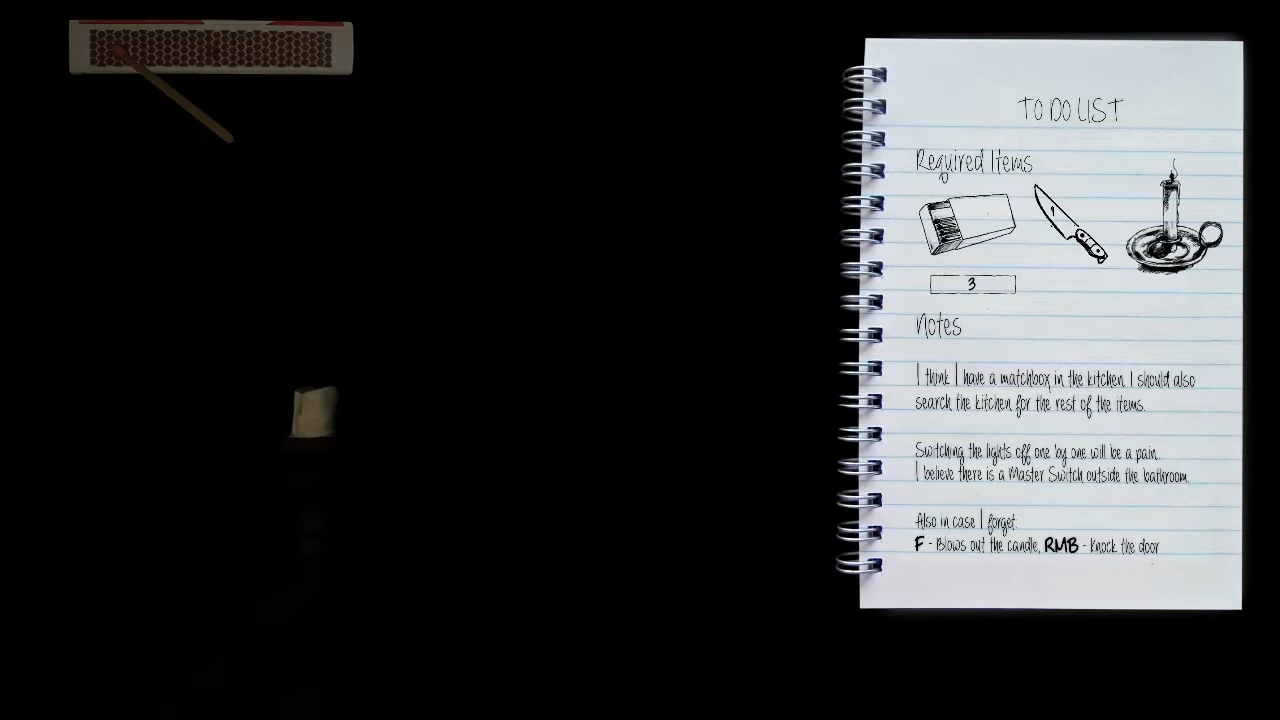 TO DO LIST
Required Items
3
Notes
I think I have a matchbox in the kitchen. I should also
search the kitchen for the rest of the items.
Switching the lights off one by one will be a pain.
I believe there is a Master Switch outside the bathroom.
Also in case I forget.
F - Blows out the candle, RMB - Knock the door